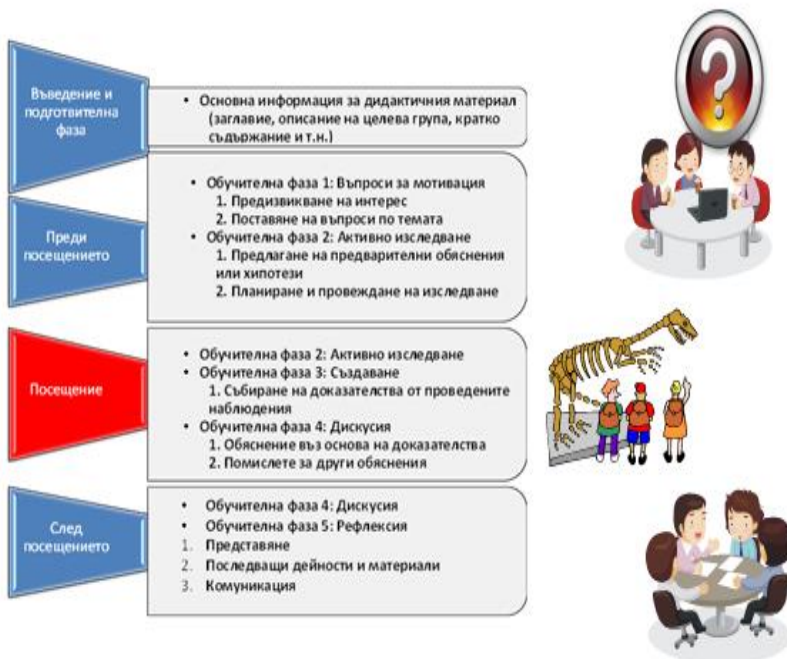 Въведение и
подготвителна
фаза
• Основна информация за дидактичния материал
(заглавие, описание на целева група, кратко
съдържание и т.н.)
Преди
посещението
• Обучителна фаза 1: Въпроси за мотивация
1. Предизвикване на интерес
2. Поставяне на въпроси по темата
• Обучителна фаза 2: Активно изследване
1. Предлагане на предварителни обяснения
или хипотези
2. Планиране и провеждане на изследване
Посещение
• Обучителна фаза 2: Активно изследване
• Обучителна фаза 3: Създаване
1. Събиране на доказателства от проведените
наблюдения
• Обучителна фаза 4: Дискусия
1. Обяснение въз основа на доказателства
2. Помислете за други обяснения
След
посещението
• Обучителна фаза 4: Дискусия
• Обучителна фаза 5: Рефлексия
1. Представяне
2. Последващи дейности и материали
3. Комуникация
?